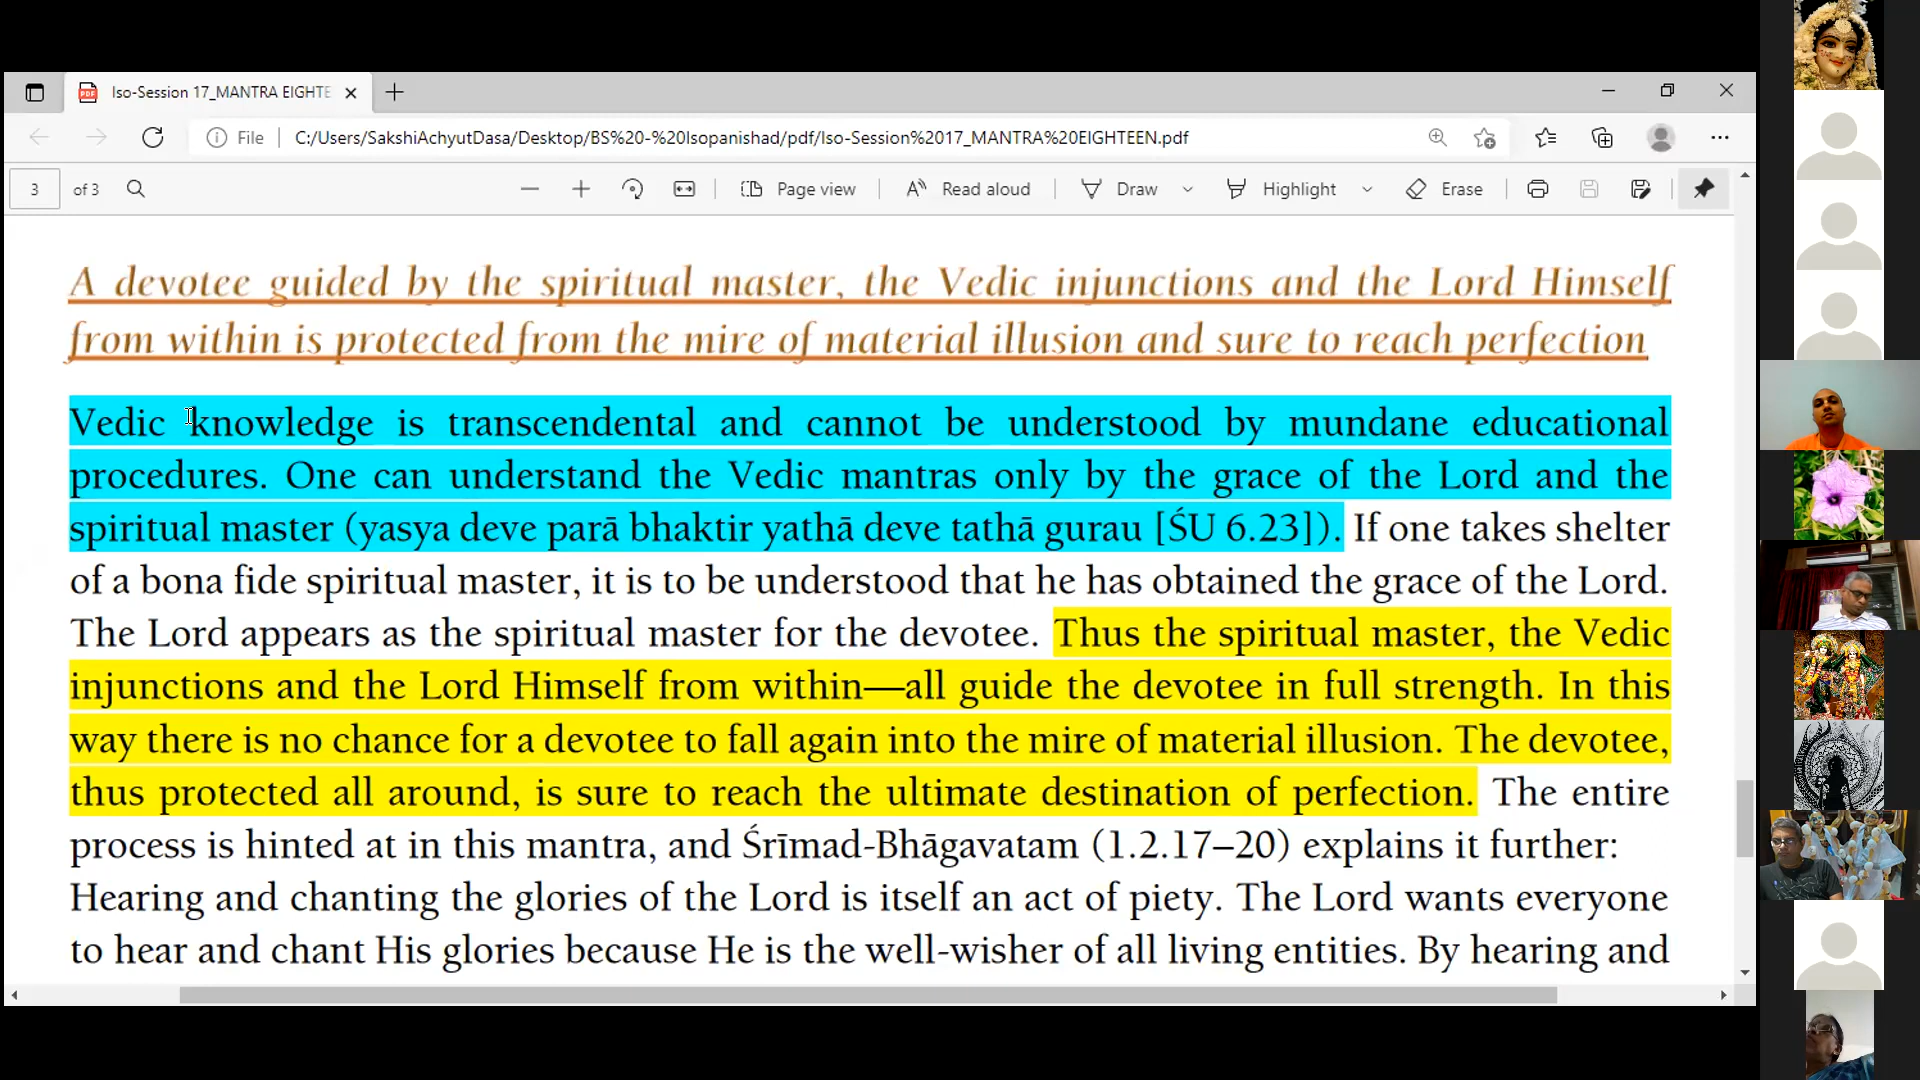 Iso-Session 17_MANTRA EIGHTE
File C:/Users/SakshiAchyutDasa/Desktop/BS%20-%20Isopanishad/pdf/Iso-Session%2017_MANTRA%20EIGHTEEN.pdf
3 of 3 Page view Read aloud Draw Highlight Erase
A devotee guided by the spiritual master, the Vedic injunctions and the Lord Himself
from within is protected from the mire of material illusion and sure to reach perfection
Vedic knowledge is transcendental and cannot be understood by mundane educational
procedures. One can understand the Vedic mantras only by the grace of the Lord and the
spiritual master (yasya deve parā bhaktir yathā deve tathā gurau [ŚU 6.23]). If one takes shelter
of a bona fide spiritual master, it is to be understood that he has obtained the grace of the Lord.
The Lord appears as the spiritual master for the devotee. Thus the spiritual master, the Vedic
injunctions and the Lord Himself from within—all guide the devotee in full strength. In this
way there is no chance for a devotee to fall again into the mire of material illusion. The devotee,
thus protected all around, is sure to reach the ultimate destination of perfection. The entire
process is hinted at in this mantra, and Śrīmad-Bhāgavatam (1.2.17–20) explains it further:
Hearing and chanting the glories of the Lord is itself an act of piety. The Lord wants everyone
to hear and chant His glories because He is the well-wisher of all living entities. By hearing and